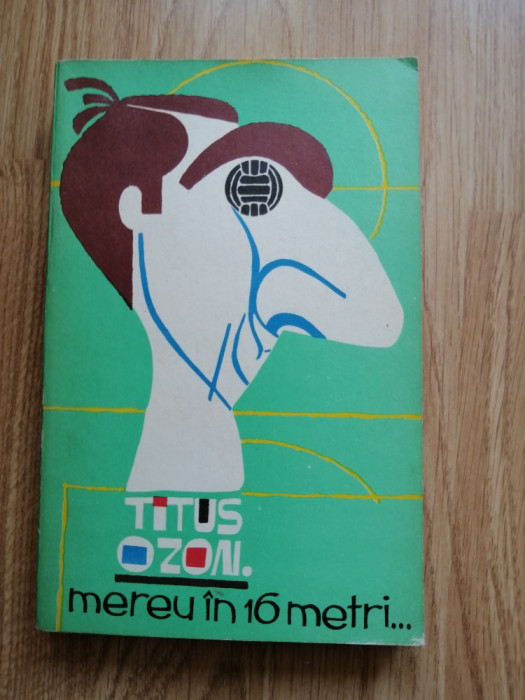 TiTUS
OZON.
mereu în 16 metri...